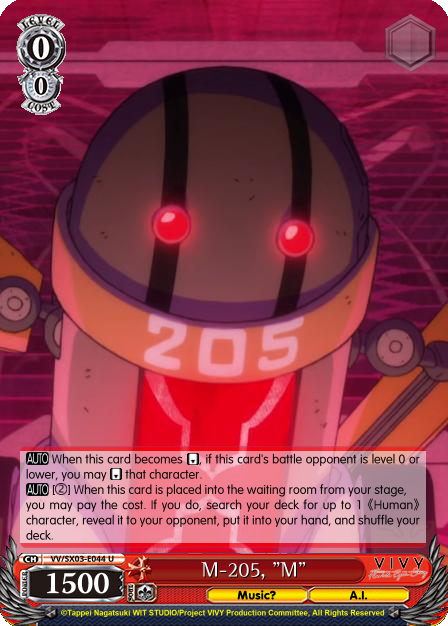 LEVEL
0
0
COST
205
AUTO When this card becomes [ ], if this card's battle opponent is level 0 or
lower, you may [ ] that character.
AUTO [②] When this card is placed into the waiting room from your stage,
you may pay the cost. If you do, search your deck for up to 1 《Human》
character, reveal it to your opponent, put it into your hand, and shuffle your
deck.
CH VV/SX03-E044 U
POWER 1500 SOUL M-205, "M" VIVY
Music? A.I.
©Tappei Nagatsuki WIT STUDIO/Project VIVY Production Committee, All Rights Reserved